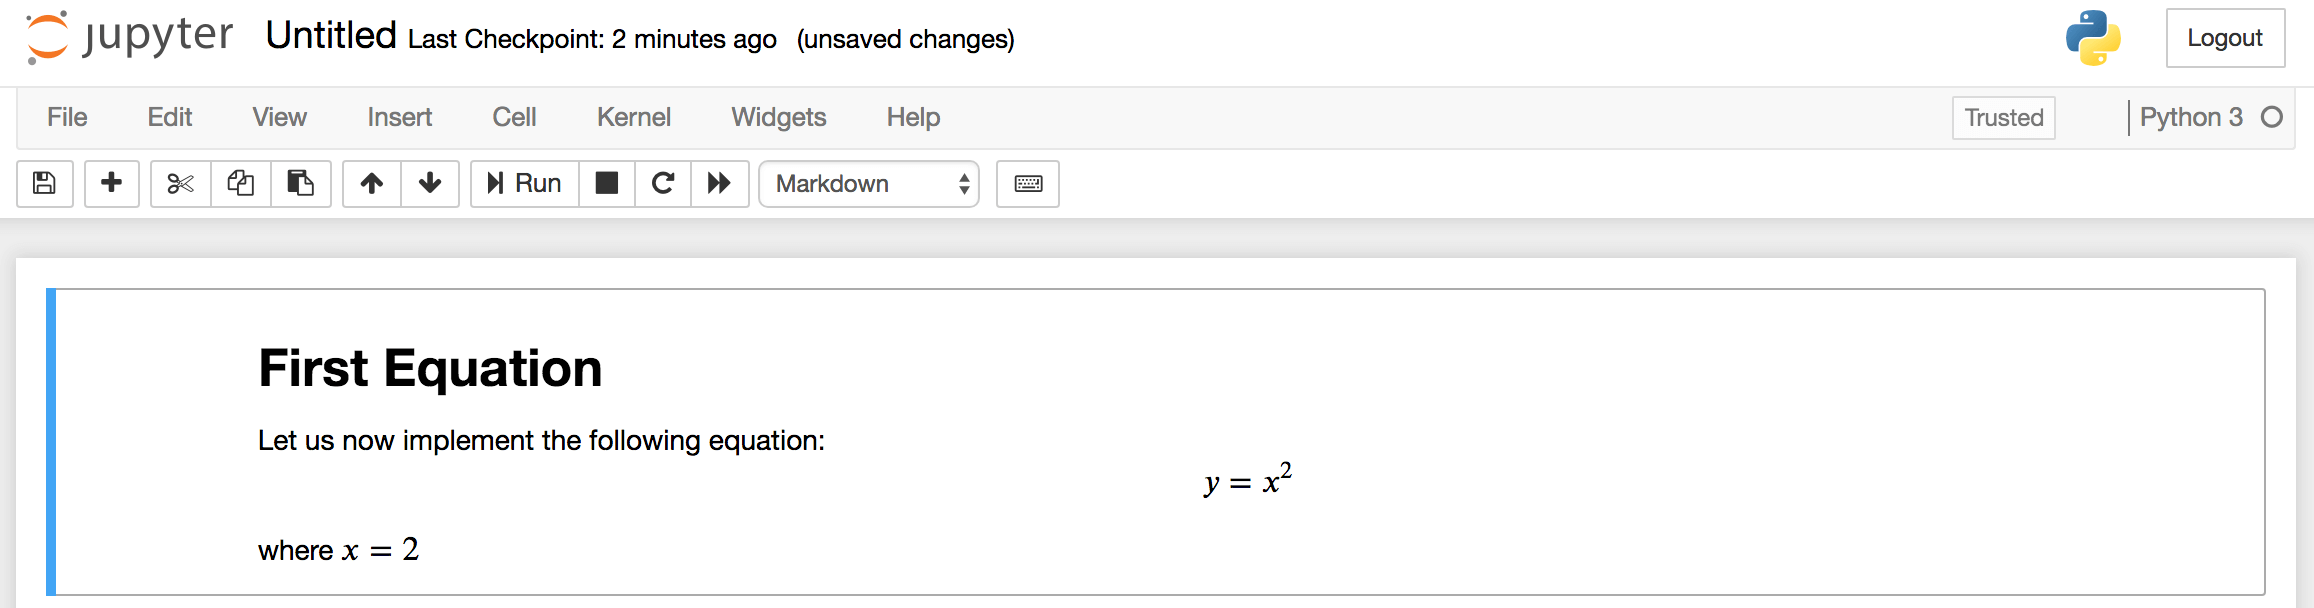 jupyter Untitled Last Checkpoint: 2 minutes ago (unsaved changes) Logout
File Edit View Insert Cell Kernel Widgets Help Trusted Python 3
Run Markdown
First Equation
Let us now implement the following equation:
y = x²
where x = 2